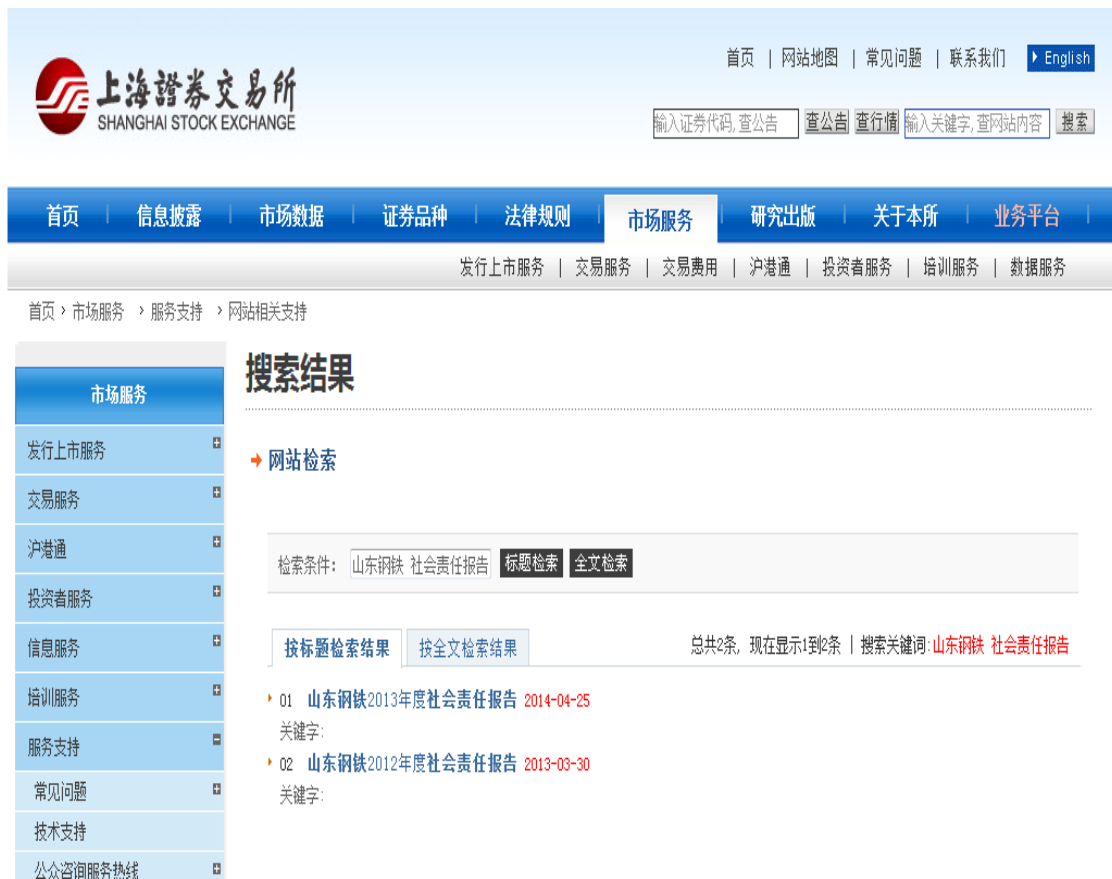 首页 | 网站地图 | 常见问题 | 联系我们 English
上海證券交易所
SHANGHAI STOCK EXCHANGE
输入证券代码,查公告 查公告 查行情 输入关键字,查网站内容 搜索
首页 信息披露 市场数据 证券品种 法律规则 市场服务 研究出版 关于本所 业务平台
发行上市服务 | 交易服务 | 交易费用 | 沪港通 | 投资者服务 | 培训服务 | 数据服务
首页 > 市场服务 > 服务支持 > 网站相关支持
市场服务
发行上市服务
交易服务
沪港通
投资者服务
信息服务
培训服务
服务支持
常见问题
技术支持
公众咨询服务热线
搜索结果
网站检索
检索条件: 山东钢铁 社会责任报告 标题检索 全文检索
按标题检索结果 按全文检索结果 总共2条, 现在显示1到2条 | 搜索关键词:山东钢铁 社会责任报告
01 山东钢铁2013年度社会责任报告 2014-04-25
关键字:
02 山东钢铁2012年度社会责任报告 2013-03-30
关键字: